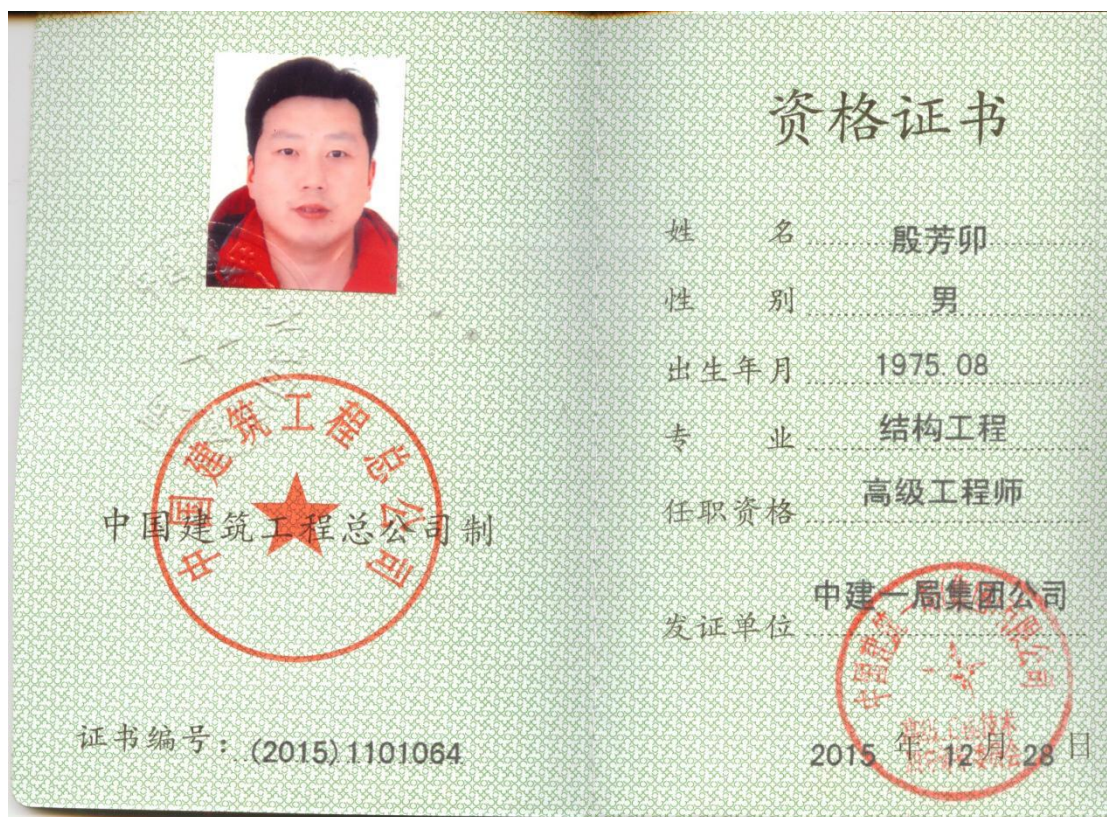 中国建筑工程总公司
中国建筑工程总公司制
证书编号：(2015)1101064
资格证书
姓名 殷芳卯
性别 男
出生年月 1975.08
专业 结构工程
任职资格 高级工程师
发证单位 中建一局集团公司
2015 年 12 月 28 日